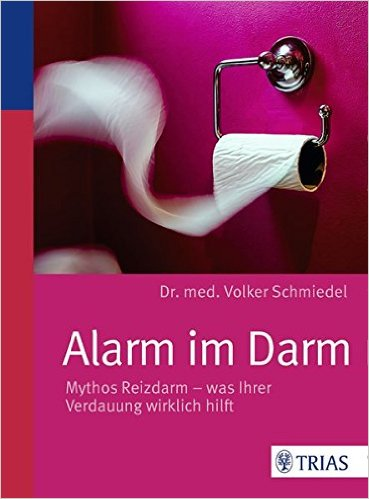 Dr. med. Volker Schmiedel
Alarm im Darm
Mythos Reizdarm – was Ihrer
Verdauung wirklich hilft
TRIAS